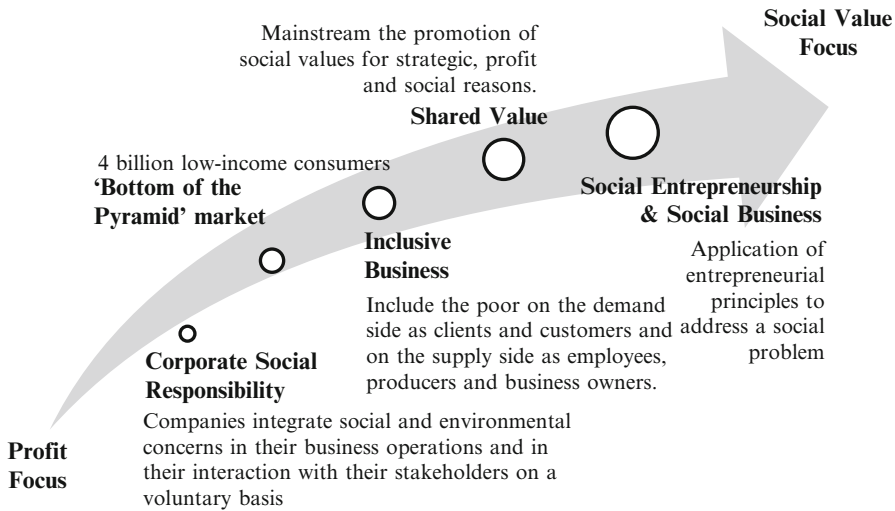 Social Value
Focus
Mainstream the promotion of
social values for strategic, profit
and social reasons.
Shared Value
4 billion low-income consumers
‘Bottom of the
Pyramid’ market
Social Entrepreneurship
& Social Business
Application of
entrepreneurial
principles to
address a social
problem
Inclusive
Business
Include the poor on the demand
side as clients and customers and
on the supply side as employees,
producers and business owners.
Corporate Social
Responsibility
Companies integrate social and environmental
concerns in their business operations and in
their interaction with their stakeholders on a
voluntary basis
Profit
Focus